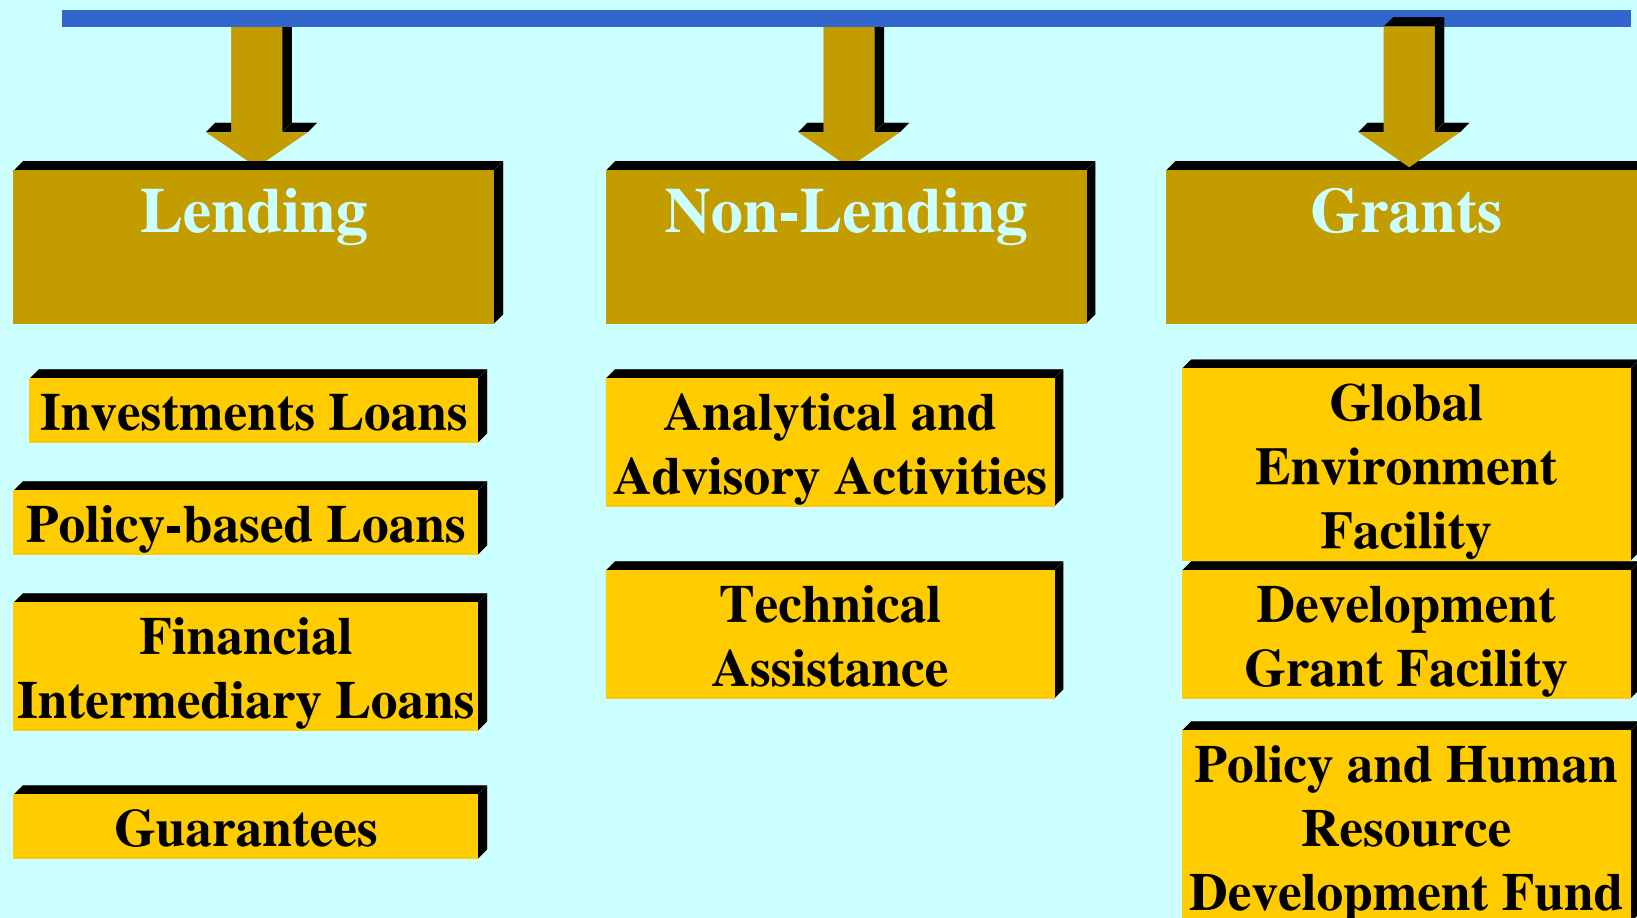 Lending
Investments Loans
Policy-based Loans
Financial
Intermediary Loans
Guarantees
Non-Lending
Analytical and
Advisory Activities
Technical
Assistance
Grants
Global
Environment
Facility
Development
Grant Facility
Policy and Human
Resource
Development Fund